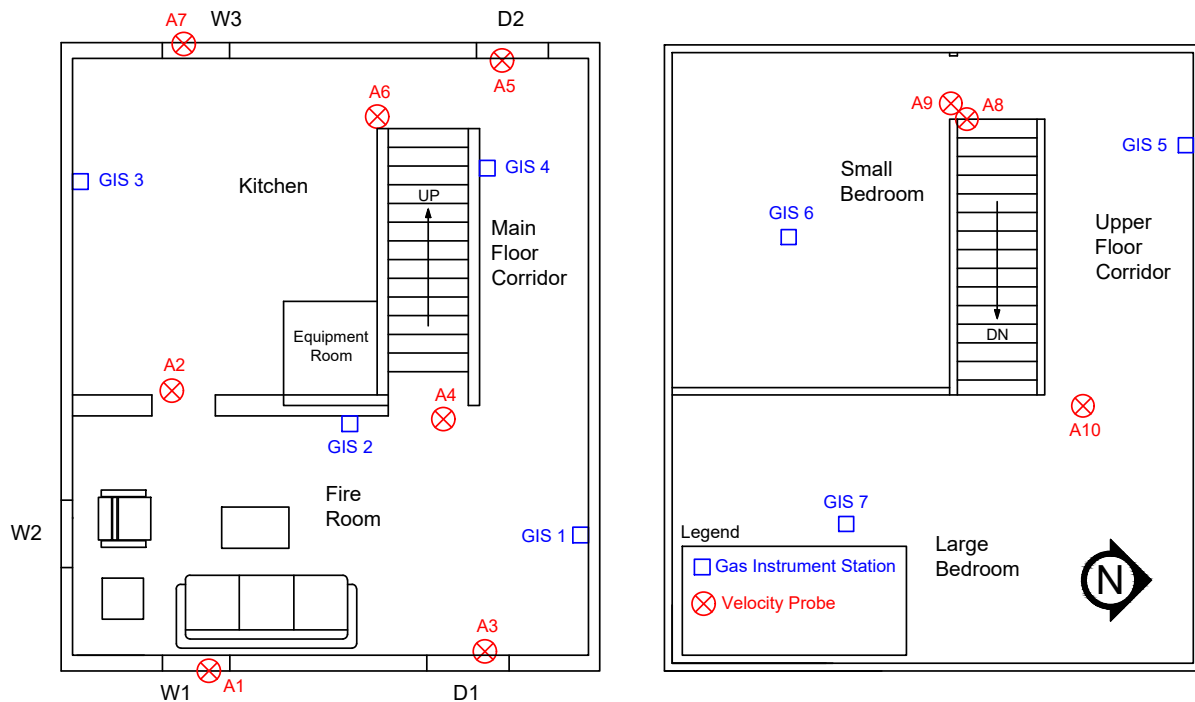 A7
W3
D2
A5
A6
GIS 3
Kitchen
GIS 4
UP
Main
Floor
Corridor
Equipment
Room
A2
A4
GIS 2
Fire
Room
W2
GIS 1
A3
W1
A1
D1
A9
A8
GIS 5
Small
Bedroom
GIS 6
Upper
Floor
Corridor
DN
A10
GIS 7
Legend
Large
Bedroom
Gas Instrument Station
Velocity Probe
N